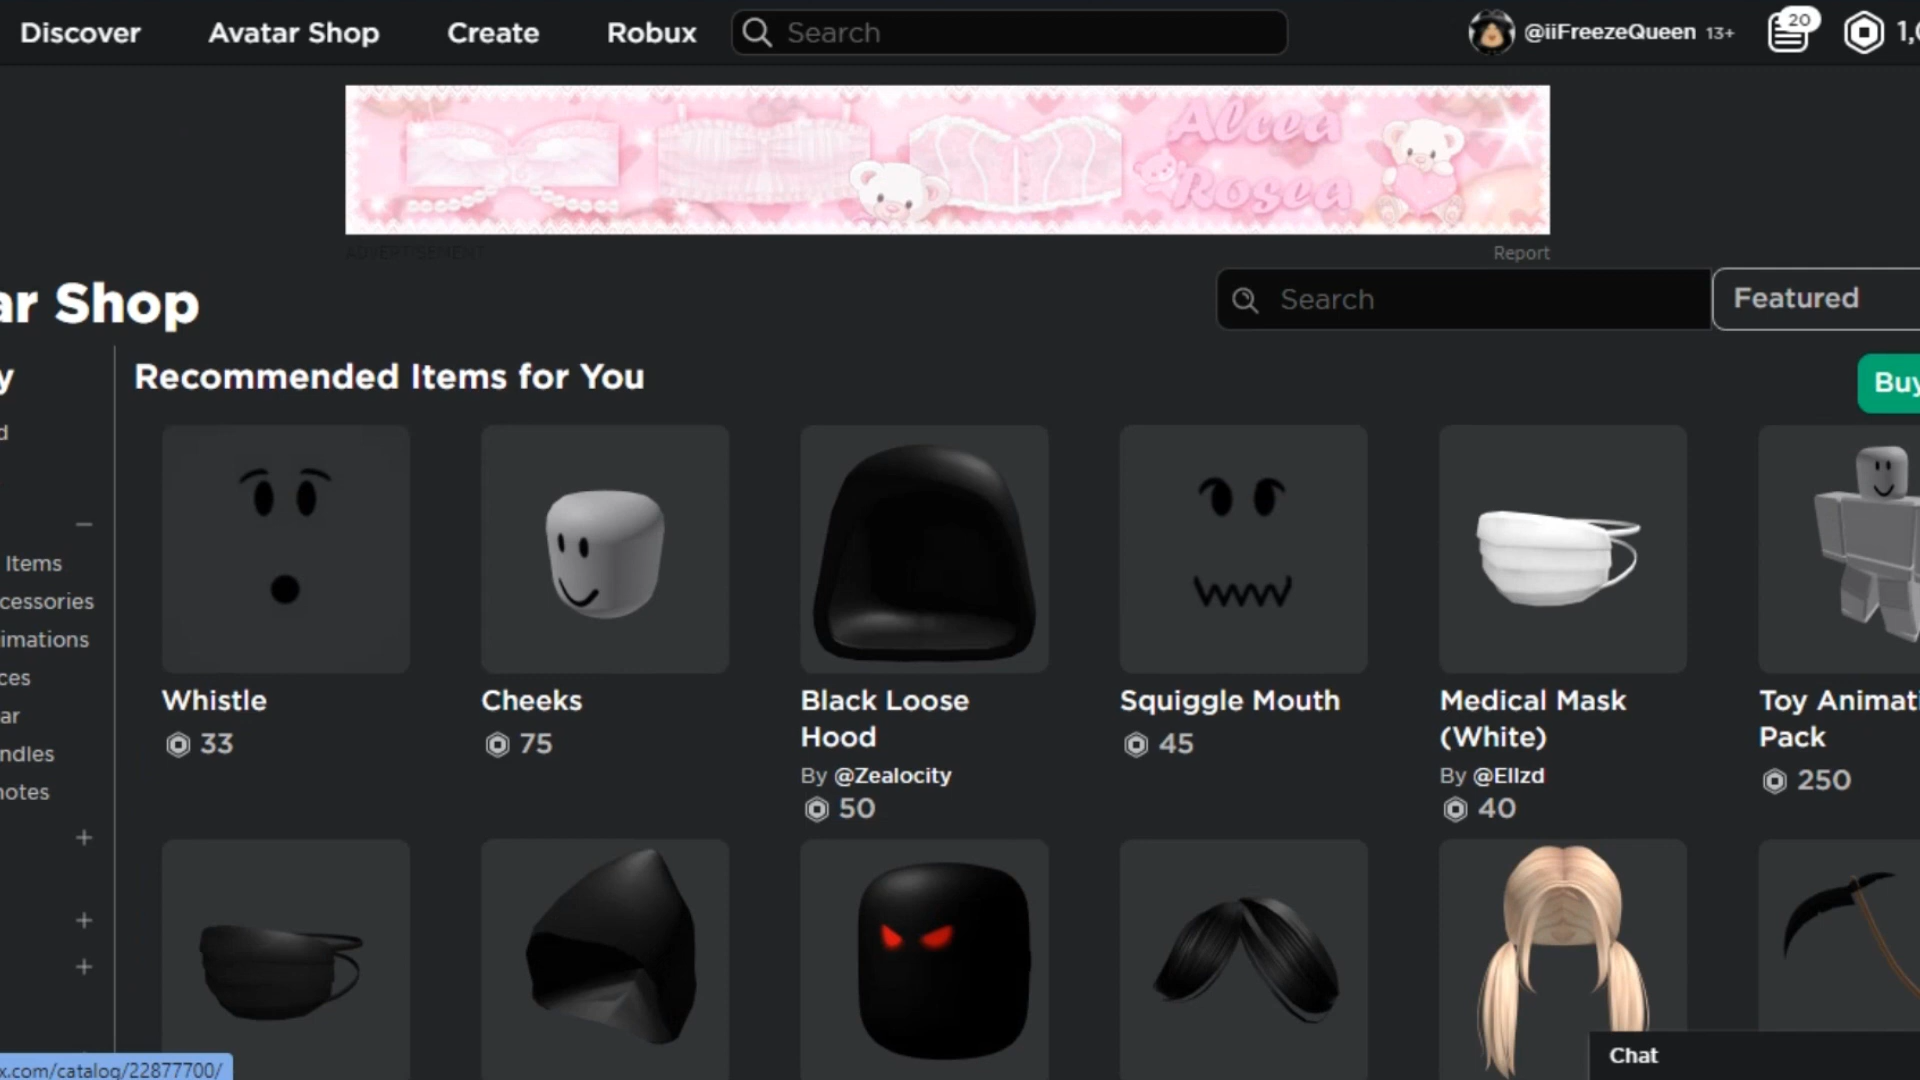 Discover Avatar Shop Create Robux Search @iiFreezeQueen 13+ 20
Alcea
Rosea
ADVERTISEMENT Report
ar Shop Search Featured
y Recommended Items for You Buy
d
Items
cessories
imations
ces
ar
ndles
notes
Whistle
33
Cheeks
75
Black Loose
Hood
By @Zealocity
50
Squiggle Mouth
45
Medical Mask
(White)
By @Ellzd
40
Toy Animati
Pack
250
Chat
x.com/catalog/22877700/